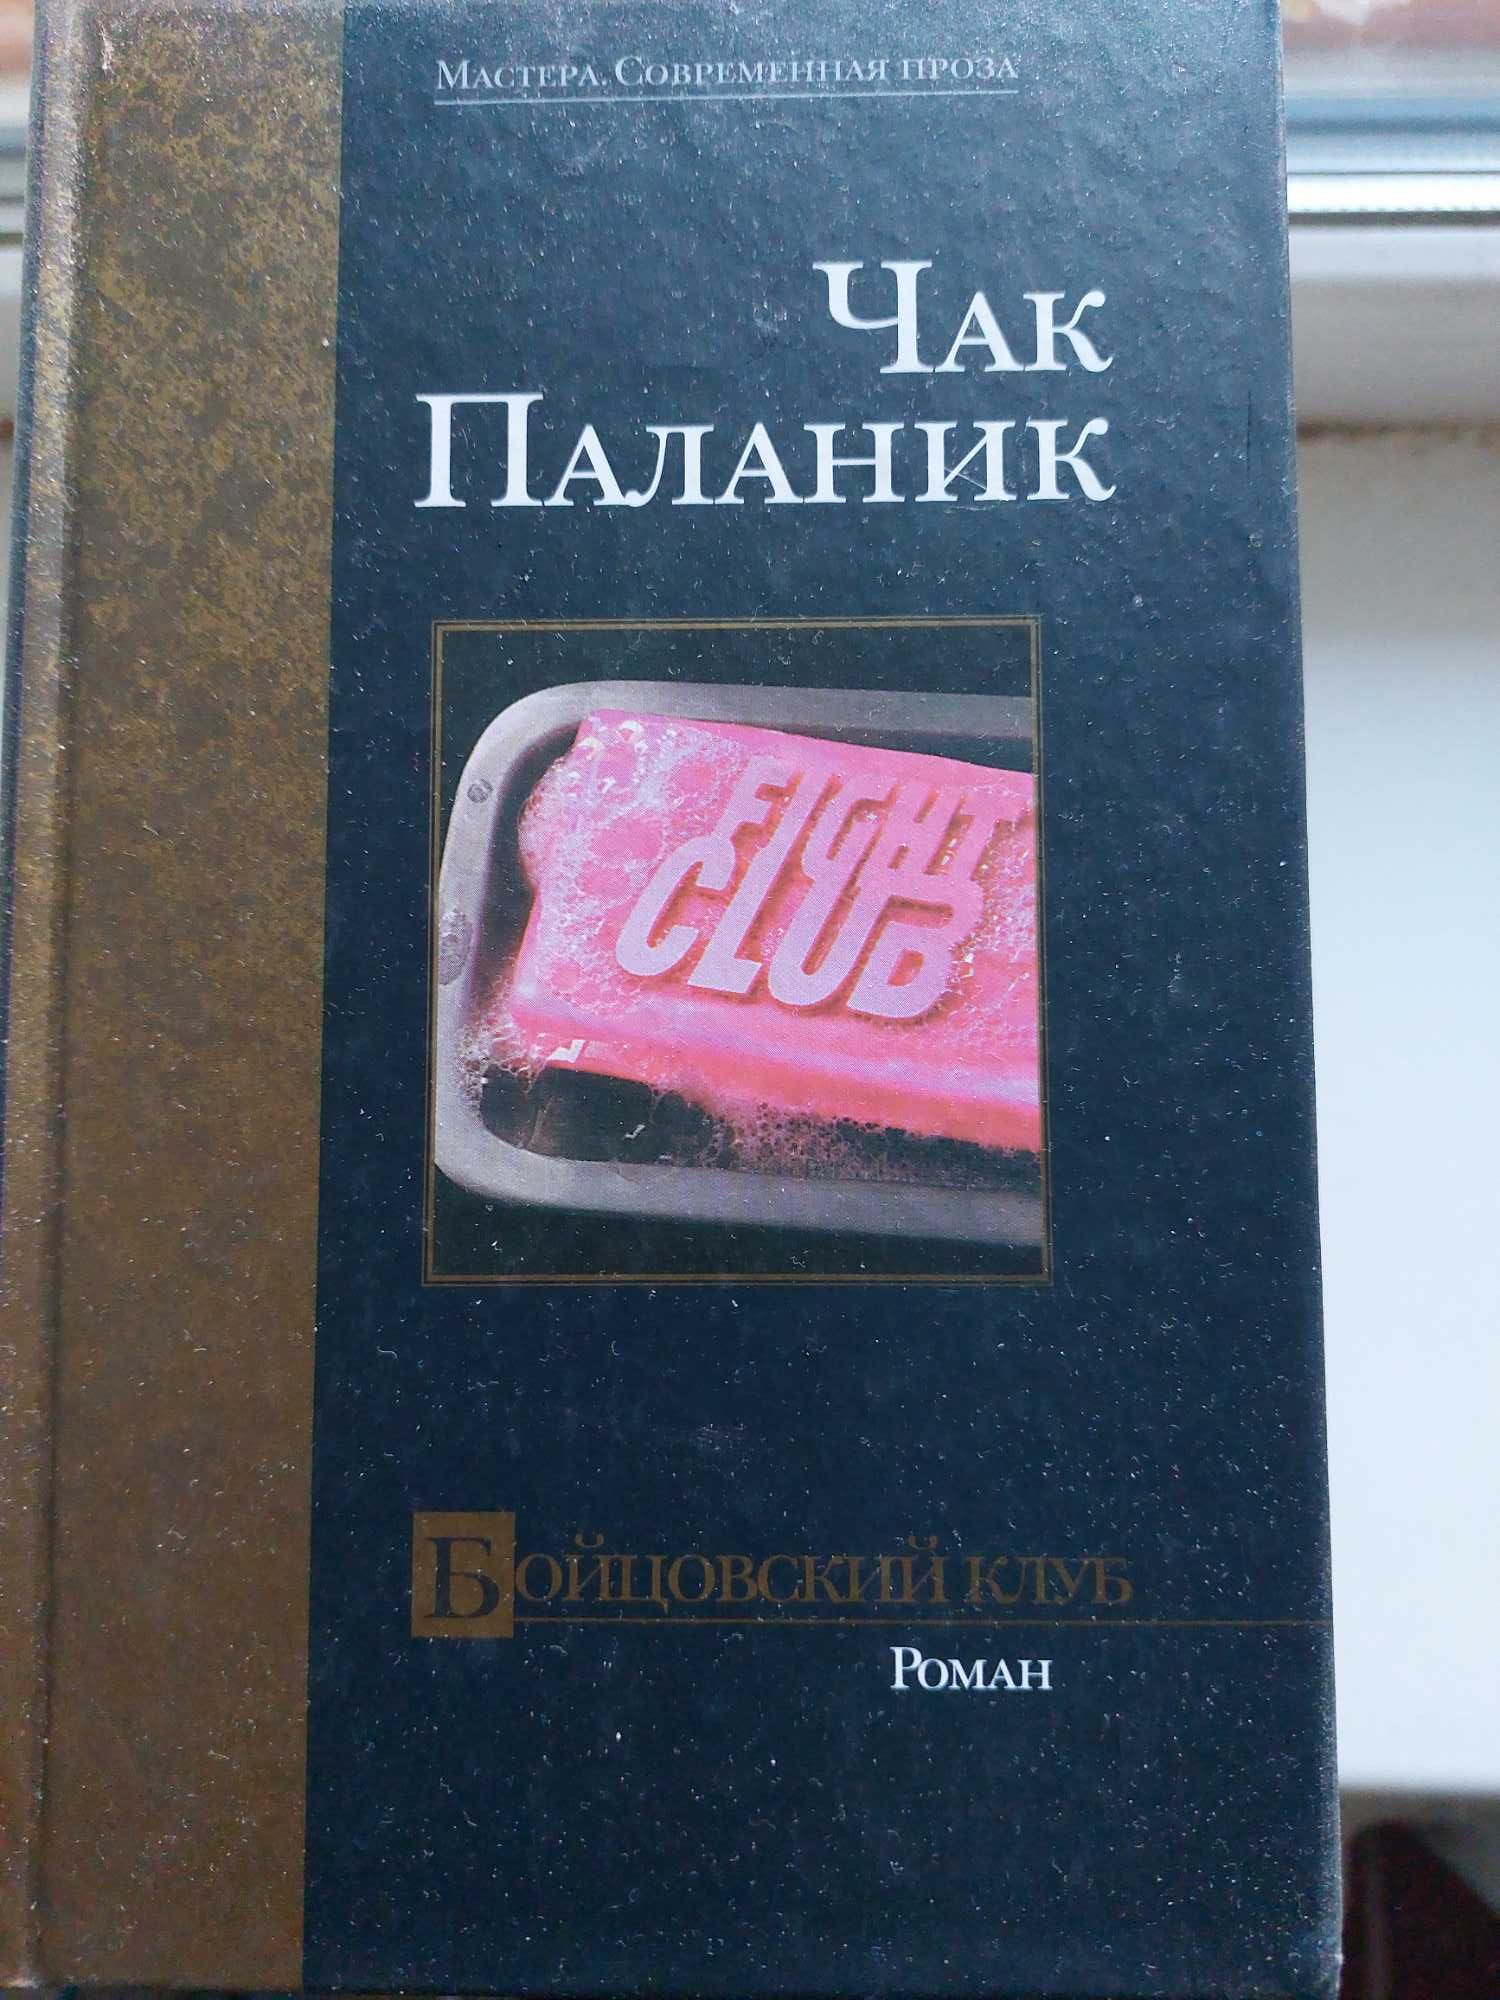 Мастера. Современная проза
Чак
Паланик
FIGHT
CLUB
Бойцовский клуб
Роман